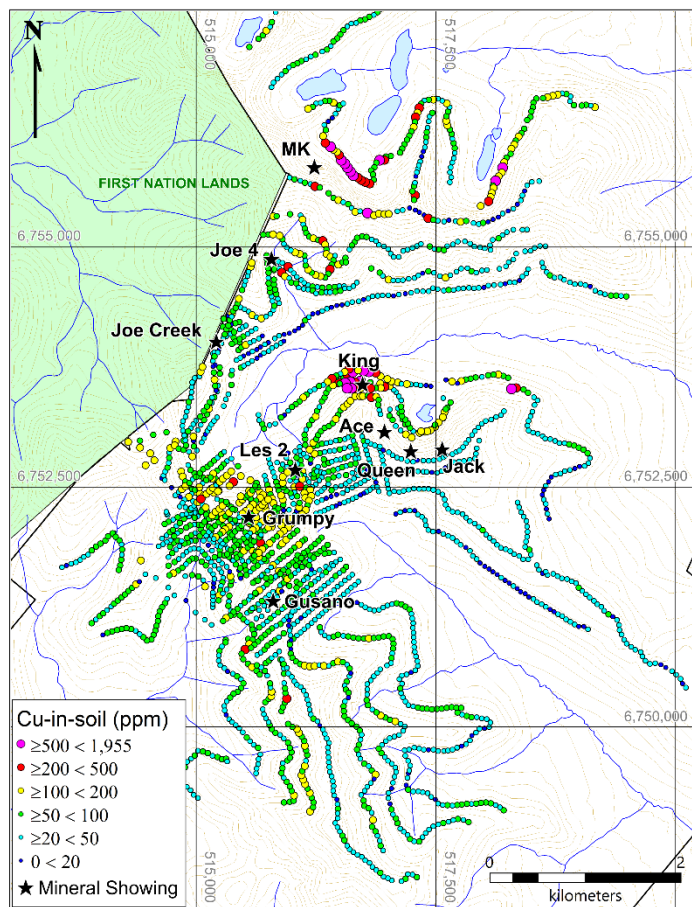 N
515,000
517,500
MK
FIRST NATION LANDS
6,755,000
6,755,000
Joe 4
Joe Creek
King
Ace
Les 2
Queen
Jack
6,752,500
6,752,500
Grumpy
Gusano
Cu-in-soil (ppm)
≥500 < 1,955
≥200 < 500
≥100 < 200
≥50 < 100
≥20 < 50
0 < 20
Mineral Showing
6,750,000
515,000
517,500
0 2
kilometers